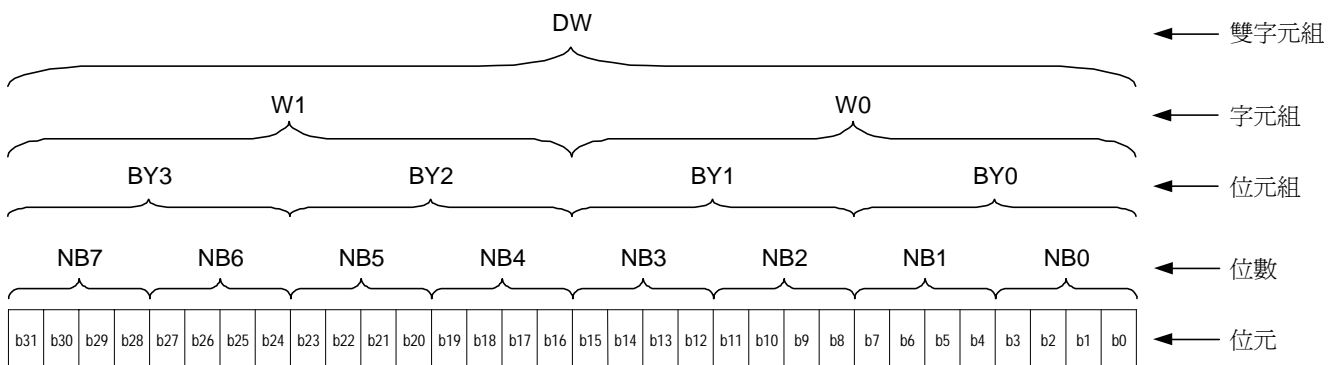 DW 雙字元組
W1 W0 字元組
BY3 BY2 BY1 BY0 位元組
NB7 NB6 NB5 NB4 NB3 NB2 NB1 NB0 位數
b31 b30 b29 b28 b27 b26 b25 b24 b23 b22 b21 b20 b19 b18 b17 b16 b15 b14 b13 b12 b11 b10 b9 b8 b7 b6 b5 b4 b3 b2 b1 b0 位元